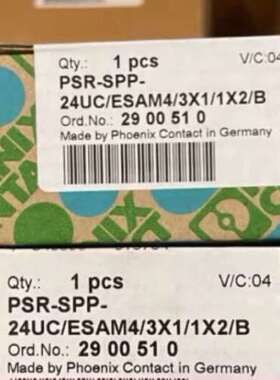 Qty.: 1 pcs V/C:04
PSR-SPP-
24UC/ESAM4/3X1/1X2/B
Ord.No.: 29 00 51 0
Made by Phoenix Contact in Germany
Qty.: 1 pcs V/C:04
PSR-SPP-
24UC/ESAM4/3X1/1X2/B
Ord.No.: 29 00 51 0
Made by Phoenix Contact in Germany